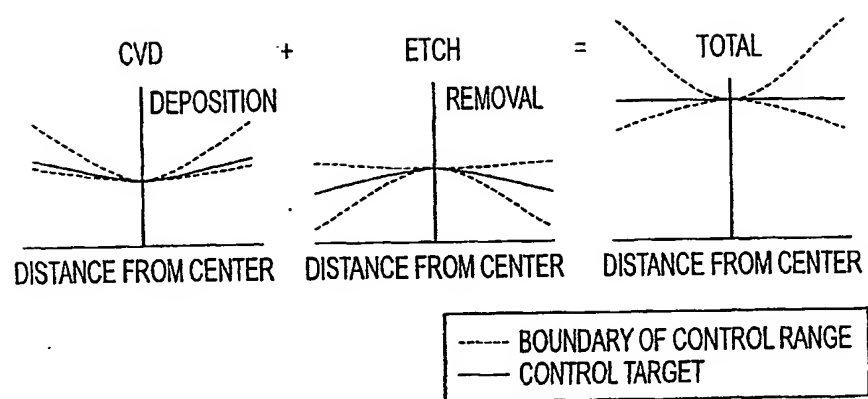 CVD + ETCH = TOTAL
DEPOSITION
REMOVAL
DISTANCE FROM CENTER
DISTANCE FROM CENTER
DISTANCE FROM CENTER
BOUNDARY OF CONTROL RANGE
CONTROL TARGET